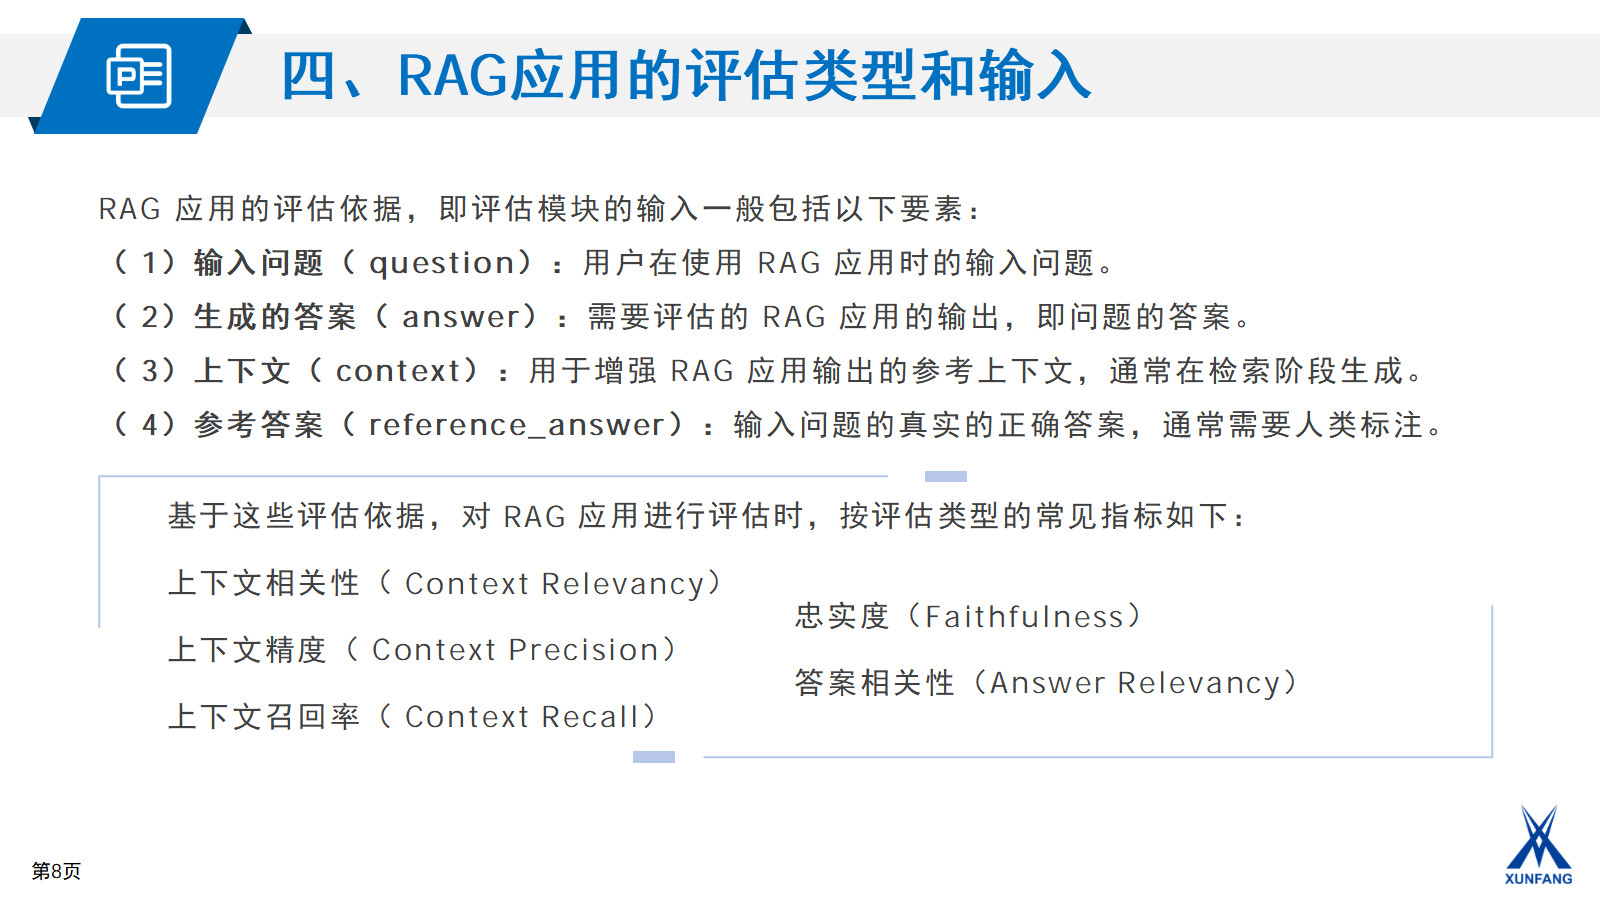 四、RAG应用的评估类型和输入
RAG 应用的评估依据，即评估模块的输入一般包括以下要素：
（ 1）输入问题（ question）：用户在使用 RAG 应用时的输入问题。
（ 2）生成的答案（ answer）：需要评估的 RAG 应用的输出，即问题的答案。
（ 3）上下文（ context）：用于增强 RAG 应用输出的参考上下文，通常在检索阶段生成。
（ 4）参考答案（ reference_answer）：输入问题的真实的正确答案，通常需要人类标注。
基于这些评估依据，对 RAG 应用进行评估时，按评估类型的常见指标如下：
上下文相关性（ Context Relevancy）
上下文精度（ Context Precision）
上下文召回率（ Context Recall）
忠实度（Faithfulness）
答案相关性（Answer Relevancy）
第8页
XUNFANG